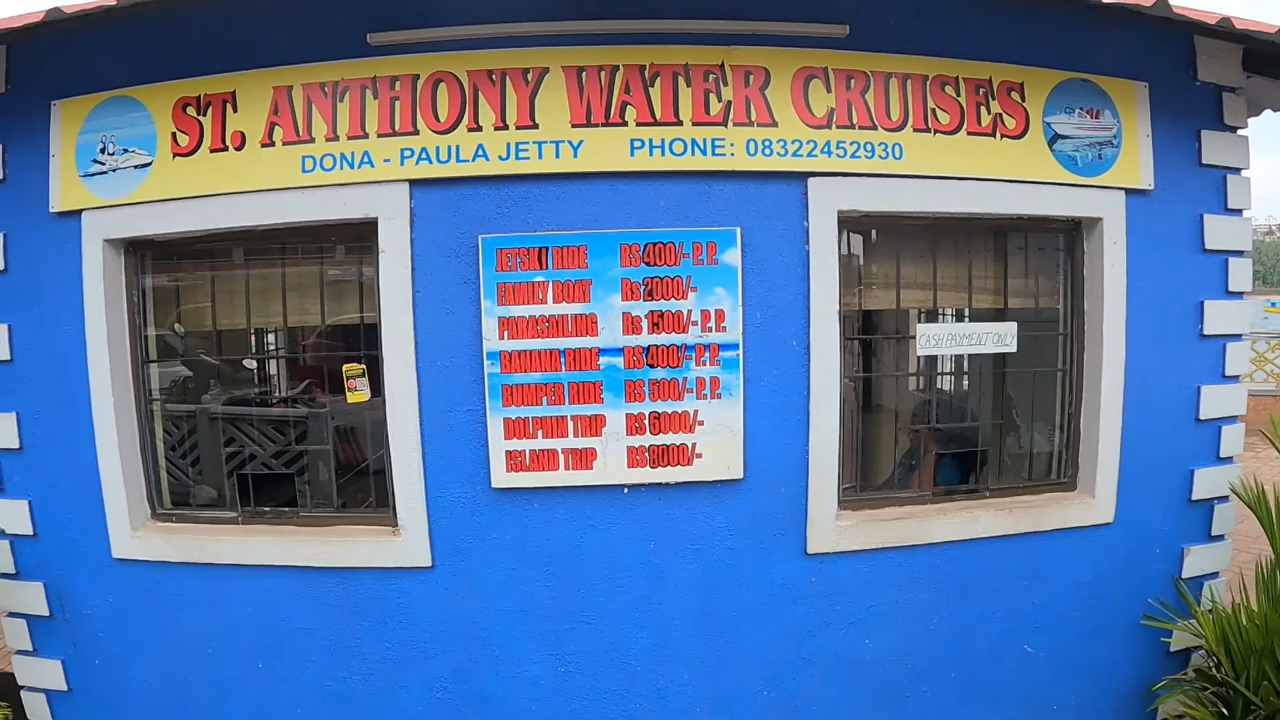 ST. ANTHONY WATER CRUISES
DONA - PAULA JETTY PHONE: 08322452930
JETSKI RIDE RS 400/- P. P.
FAMILY BOAT Rs 2000/-
PARASAILING Rs 1500/- P. P.
BANANA RIDE RS 400/- P. P.
BUMPER RIDE RS 500/- P. P.
DOLPHIN TRIP RS 6000/-
ISLAND TRIP RS 8000/-
CASH PAYMENT ONLY